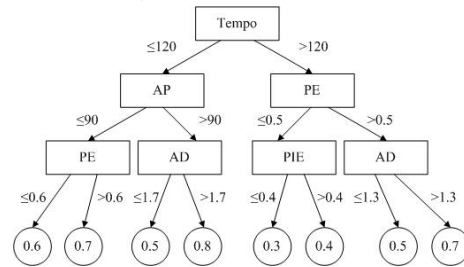 Tempo
≤120 >120
AP PE
≤90 >90 ≤0.5 >0.5
PE AD PIE AD
≤0.6 >0.6 ≤1.7 >1.7 ≤0.4 >0.4 ≤1.3 >1.3
0.6 0.7 0.5 0.8 0.3 0.4 0.5 0.7